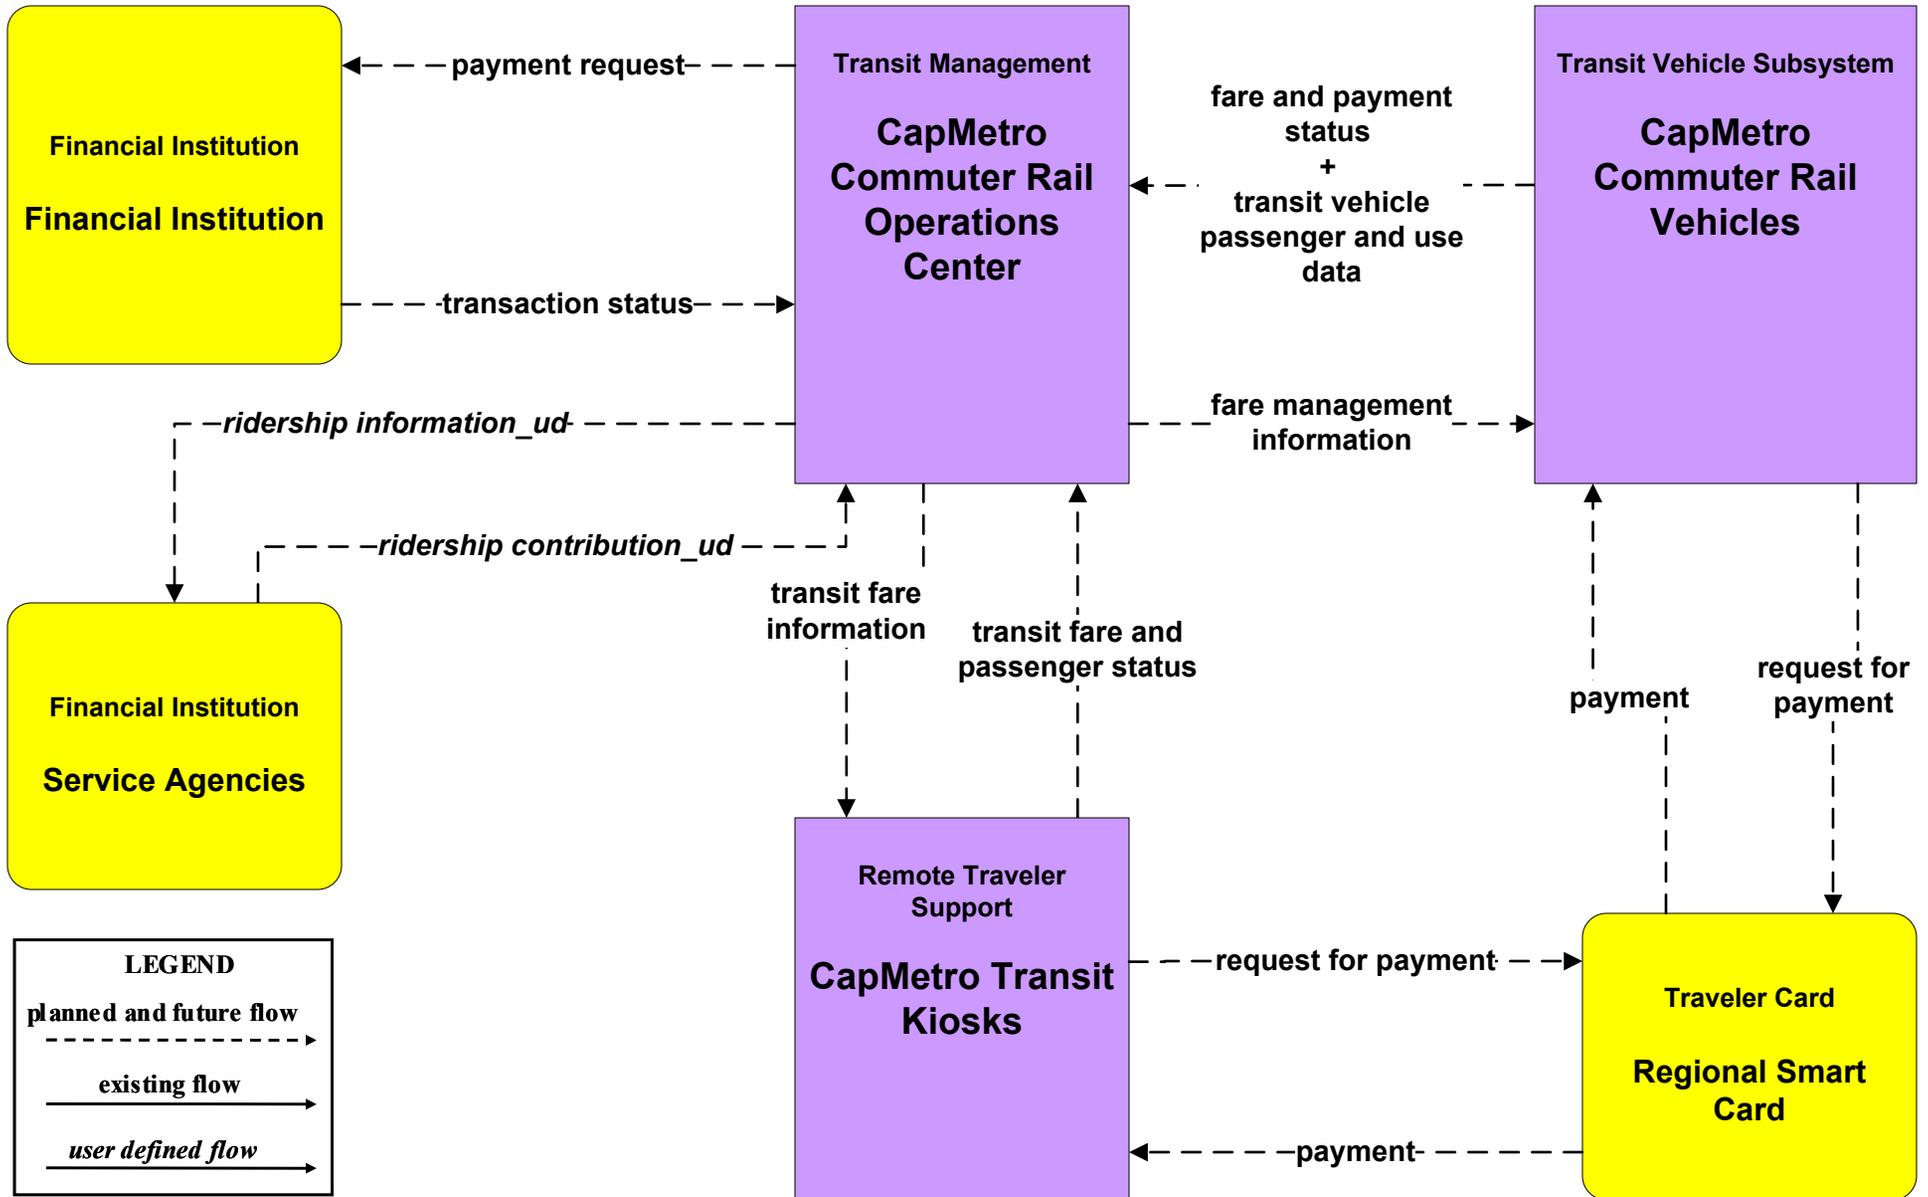 payment request
Financial Institution
Financial Institution
transaction status
Transit Management
CapMetro
Commuter Rail
Operations
Center
fare and payment
status
+
transit vehicle
passenger and use
data
Transit Vehicle Subsystem
CapMetro
Commuter Rail
Vehicles
ridership information_ud
fare management
information
ridership contribution_ud
transit fare
information
transit fare and
passenger status
payment
request for
payment
Financial Institution
Service Agencies
Remote Traveler
Support
CapMetro Transit
Kiosks
request for payment
payment
Traveler Card
Regional Smart
Card
LEGEND
planned and future flow
existing flow
user defined flow